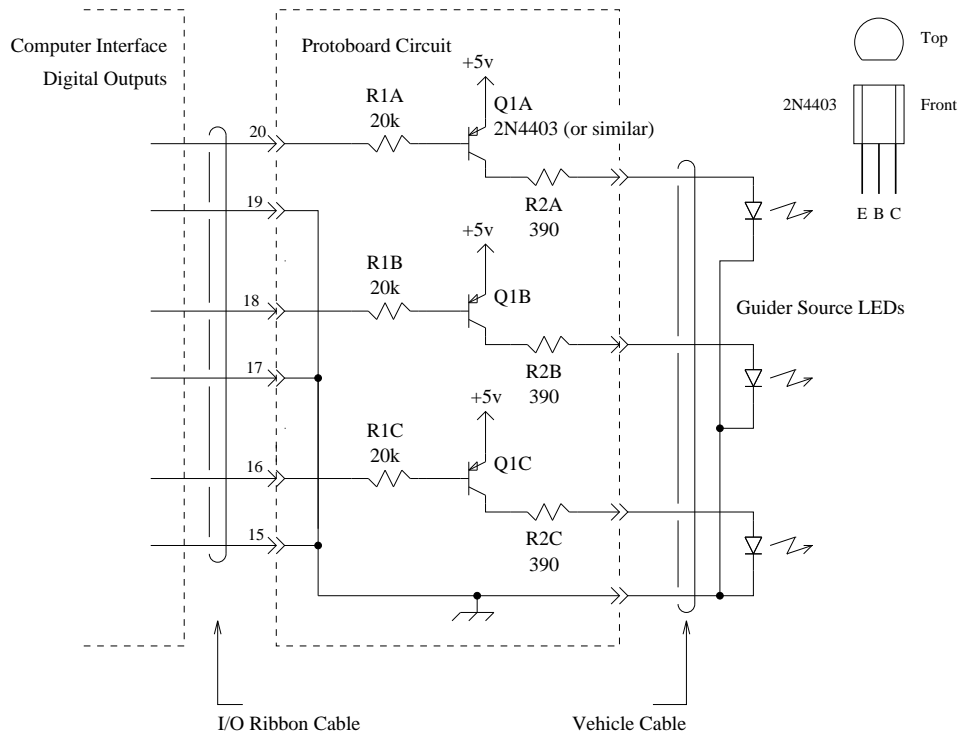 Computer Interface
Digital Outputs
Protoboard Circuit
Top
2N4403
Front
E B C
+5v
R1A
20k
Q1A
2N4403 (or similar)
20
R2A
390
19
+5v
R1B
20k
Q1B
18
R2B
390
Guider Source LEDs
17
+5v
R1C
20k
Q1C
16
R2C
390
15
I/O Ribbon Cable
Vehicle Cable